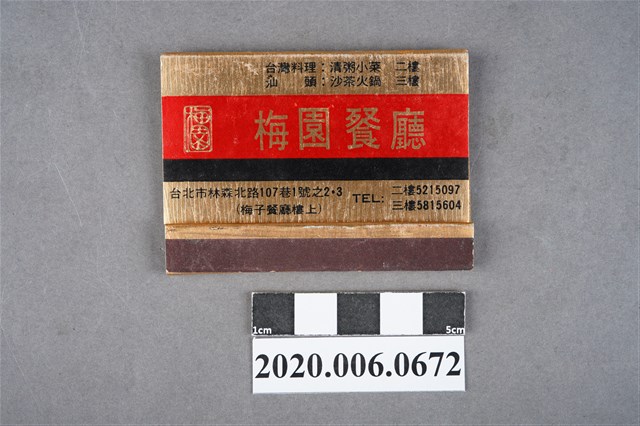 台灣料理：清粥小菜　二樓
汕　頭：沙茶火鍋　三樓
梅園
梅園餐廳
台北市林森北路107巷1號之2·3
(梅子餐廳樓上)
TEL:
二樓5215097
三樓5815604
1cm
5cm
2020.006.0672